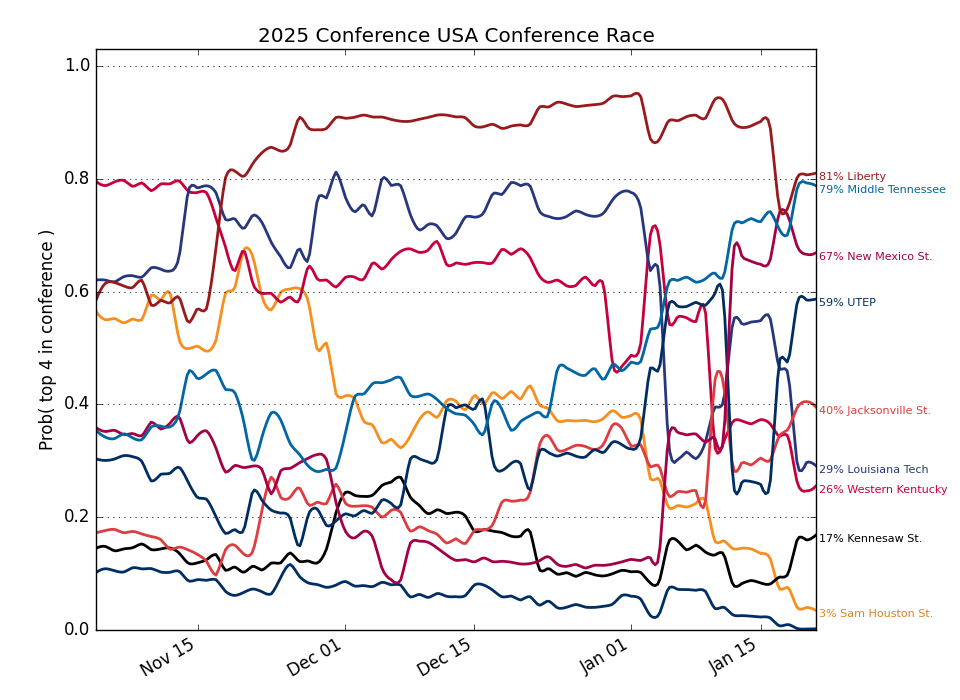 2025 Conference USA Conference Race
Prob( top 4 in conference )
1.0
0.8
0.6
0.4
0.2
0.0
Nov 15
Dec 01
Dec 15
Jan 01
Jan 15
81% Liberty
79% Middle Tennessee
67% New Mexico St.
59% UTEP
40% Jacksonville St.
29% Louisiana Tech
26% Western Kentucky
17% Kennesaw St.
3% Sam Houston St.